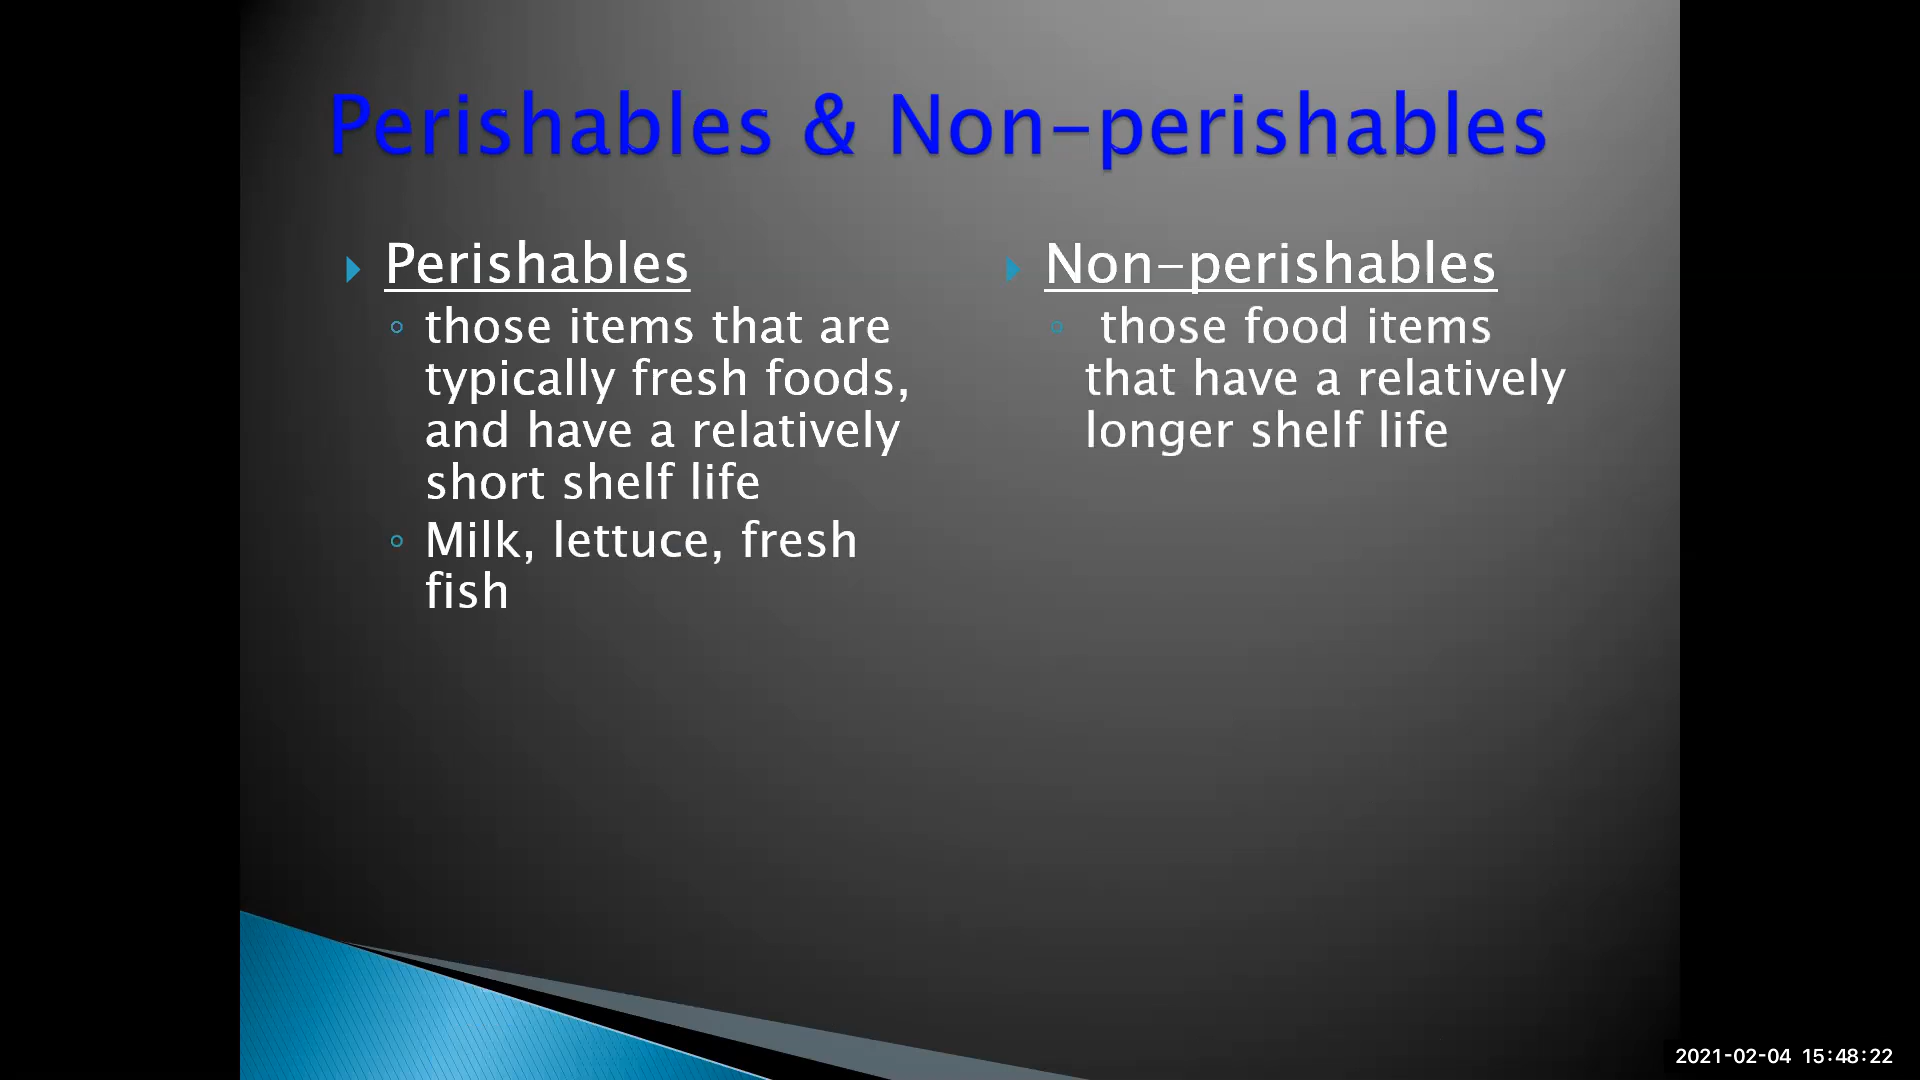 Perishables & Non-perishables
Perishables
those items that are
typically fresh foods,
and have a relatively
short shelf life
Milk, lettuce, fresh
fish
Non-perishables
those food items
that have a relatively
longer shelf life
2021-02-04 15:48:22